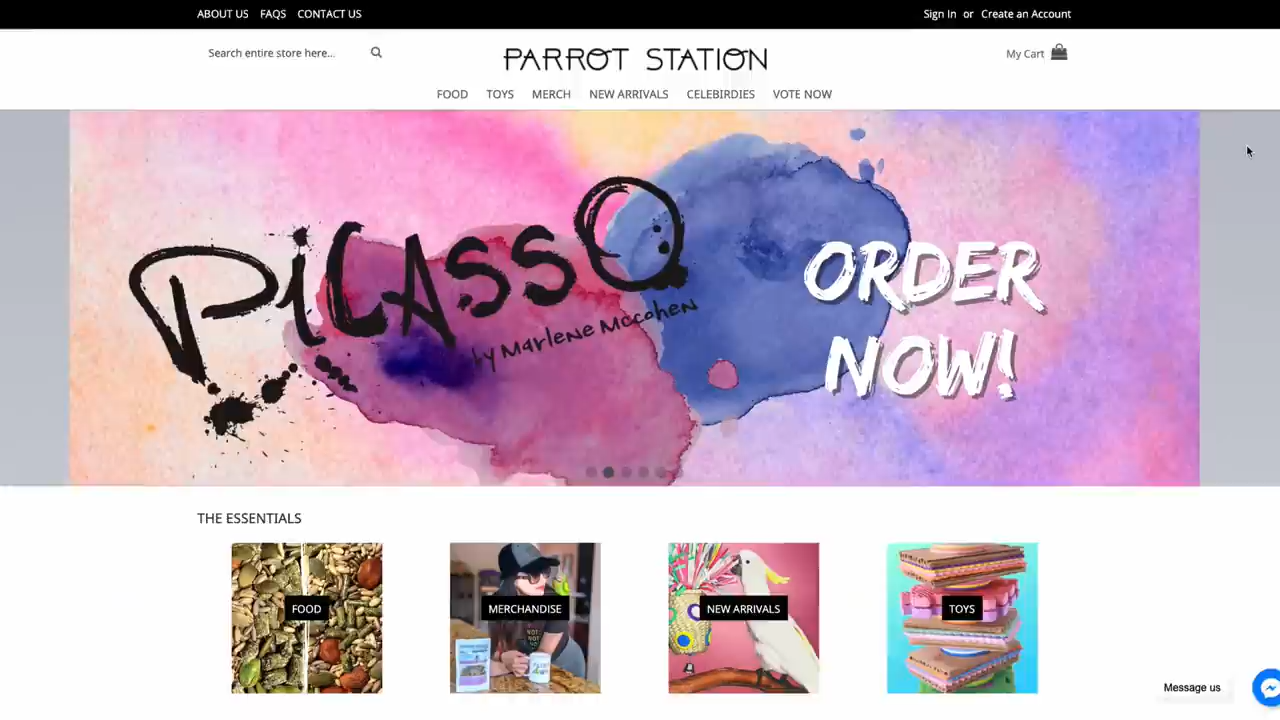 ABOUT US FAQS CONTACT US Sign In or Create an Account
Search entire store here... PARROT STATION My Cart
FOOD TOYS MERCH NEW ARRIVALS CELEBIRDIES VOTE NOW
PiCASSO
by Marlene Mccohen
ORDER
NOW!
THE ESSENTIALS
FOOD MERCHANDISE NEW ARRIVALS TOYS
Message us